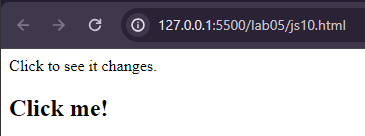 127.0.0.1:5500/lab05/js10.html
Click to see it changes.
Click me!